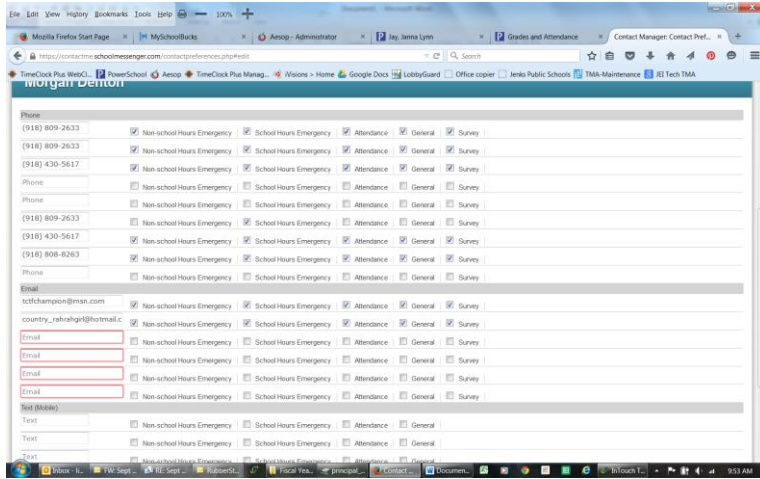 File Edit View History Bookmarks Tools Help 100%
Mozilla Firefox Start Page MySchoolBucks Aesop - Administrator Jay, Janna Lynn Grades and Attendance Contact Manager: Contact Pref...
https://contactme.schoolmessenger.com/contactpreferences.php#edit Search
TimeClock Plus WebCl... PowerSchool Aesop TimeClock Plus Manag... iVisions > Home Google Docs LobbyGuard Office copier Jenks Public Schools TMA-Maintenance JEI Tech TMA
Morgan Denton
Phone
(918) 809-2633 Non-school Hours Emergency School Hours Emergency Attendance General Survey
(918) 809-2633 Non-school Hours Emergency School Hours Emergency Attendance General Survey
(918) 430-5617 Non-school Hours Emergency School Hours Emergency Attendance General Survey
Phone Non-school Hours Emergency School Hours Emergency Attendance General Survey
Phone Non-school Hours Emergency School Hours Emergency Attendance General Survey
(918) 809-2633 Non-school Hours Emergency School Hours Emergency Attendance General Survey
(918) 430-5617 Non-school Hours Emergency School Hours Emergency Attendance General Survey
(918) 808-8263 Non-school Hours Emergency School Hours Emergency Attendance General Survey
Phone Non-school Hours Emergency School Hours Emergency Attendance General Survey
Email
tctfchampion@msn.com Non-school Hours Emergency School Hours Emergency Attendance General Survey
country_rahrahgirl@hotmail.c Non-school Hours Emergency School Hours Emergency Attendance General Survey
Email Non-school Hours Emergency School Hours Emergency Attendance General Survey
Email Non-school Hours Emergency School Hours Emergency Attendance General Survey
Email Non-school Hours Emergency School Hours Emergency Attendance General Survey
Email Non-school Hours Emergency School Hours Emergency Attendance General Survey
Text (Mobile)
Text Non-school Hours Emergency School Hours Emergency Attendance General
Text Non-school Hours Emergency School Hours Emergency Attendance General
Text Non-school Hours Emergency School Hours Emergency Attendance General
Inbox - li... FW: Sept ... RE: Sept ... RubberSt... Fiscal Yea... principal_... Contact ... Documen... InTouch T... 9:53 AM